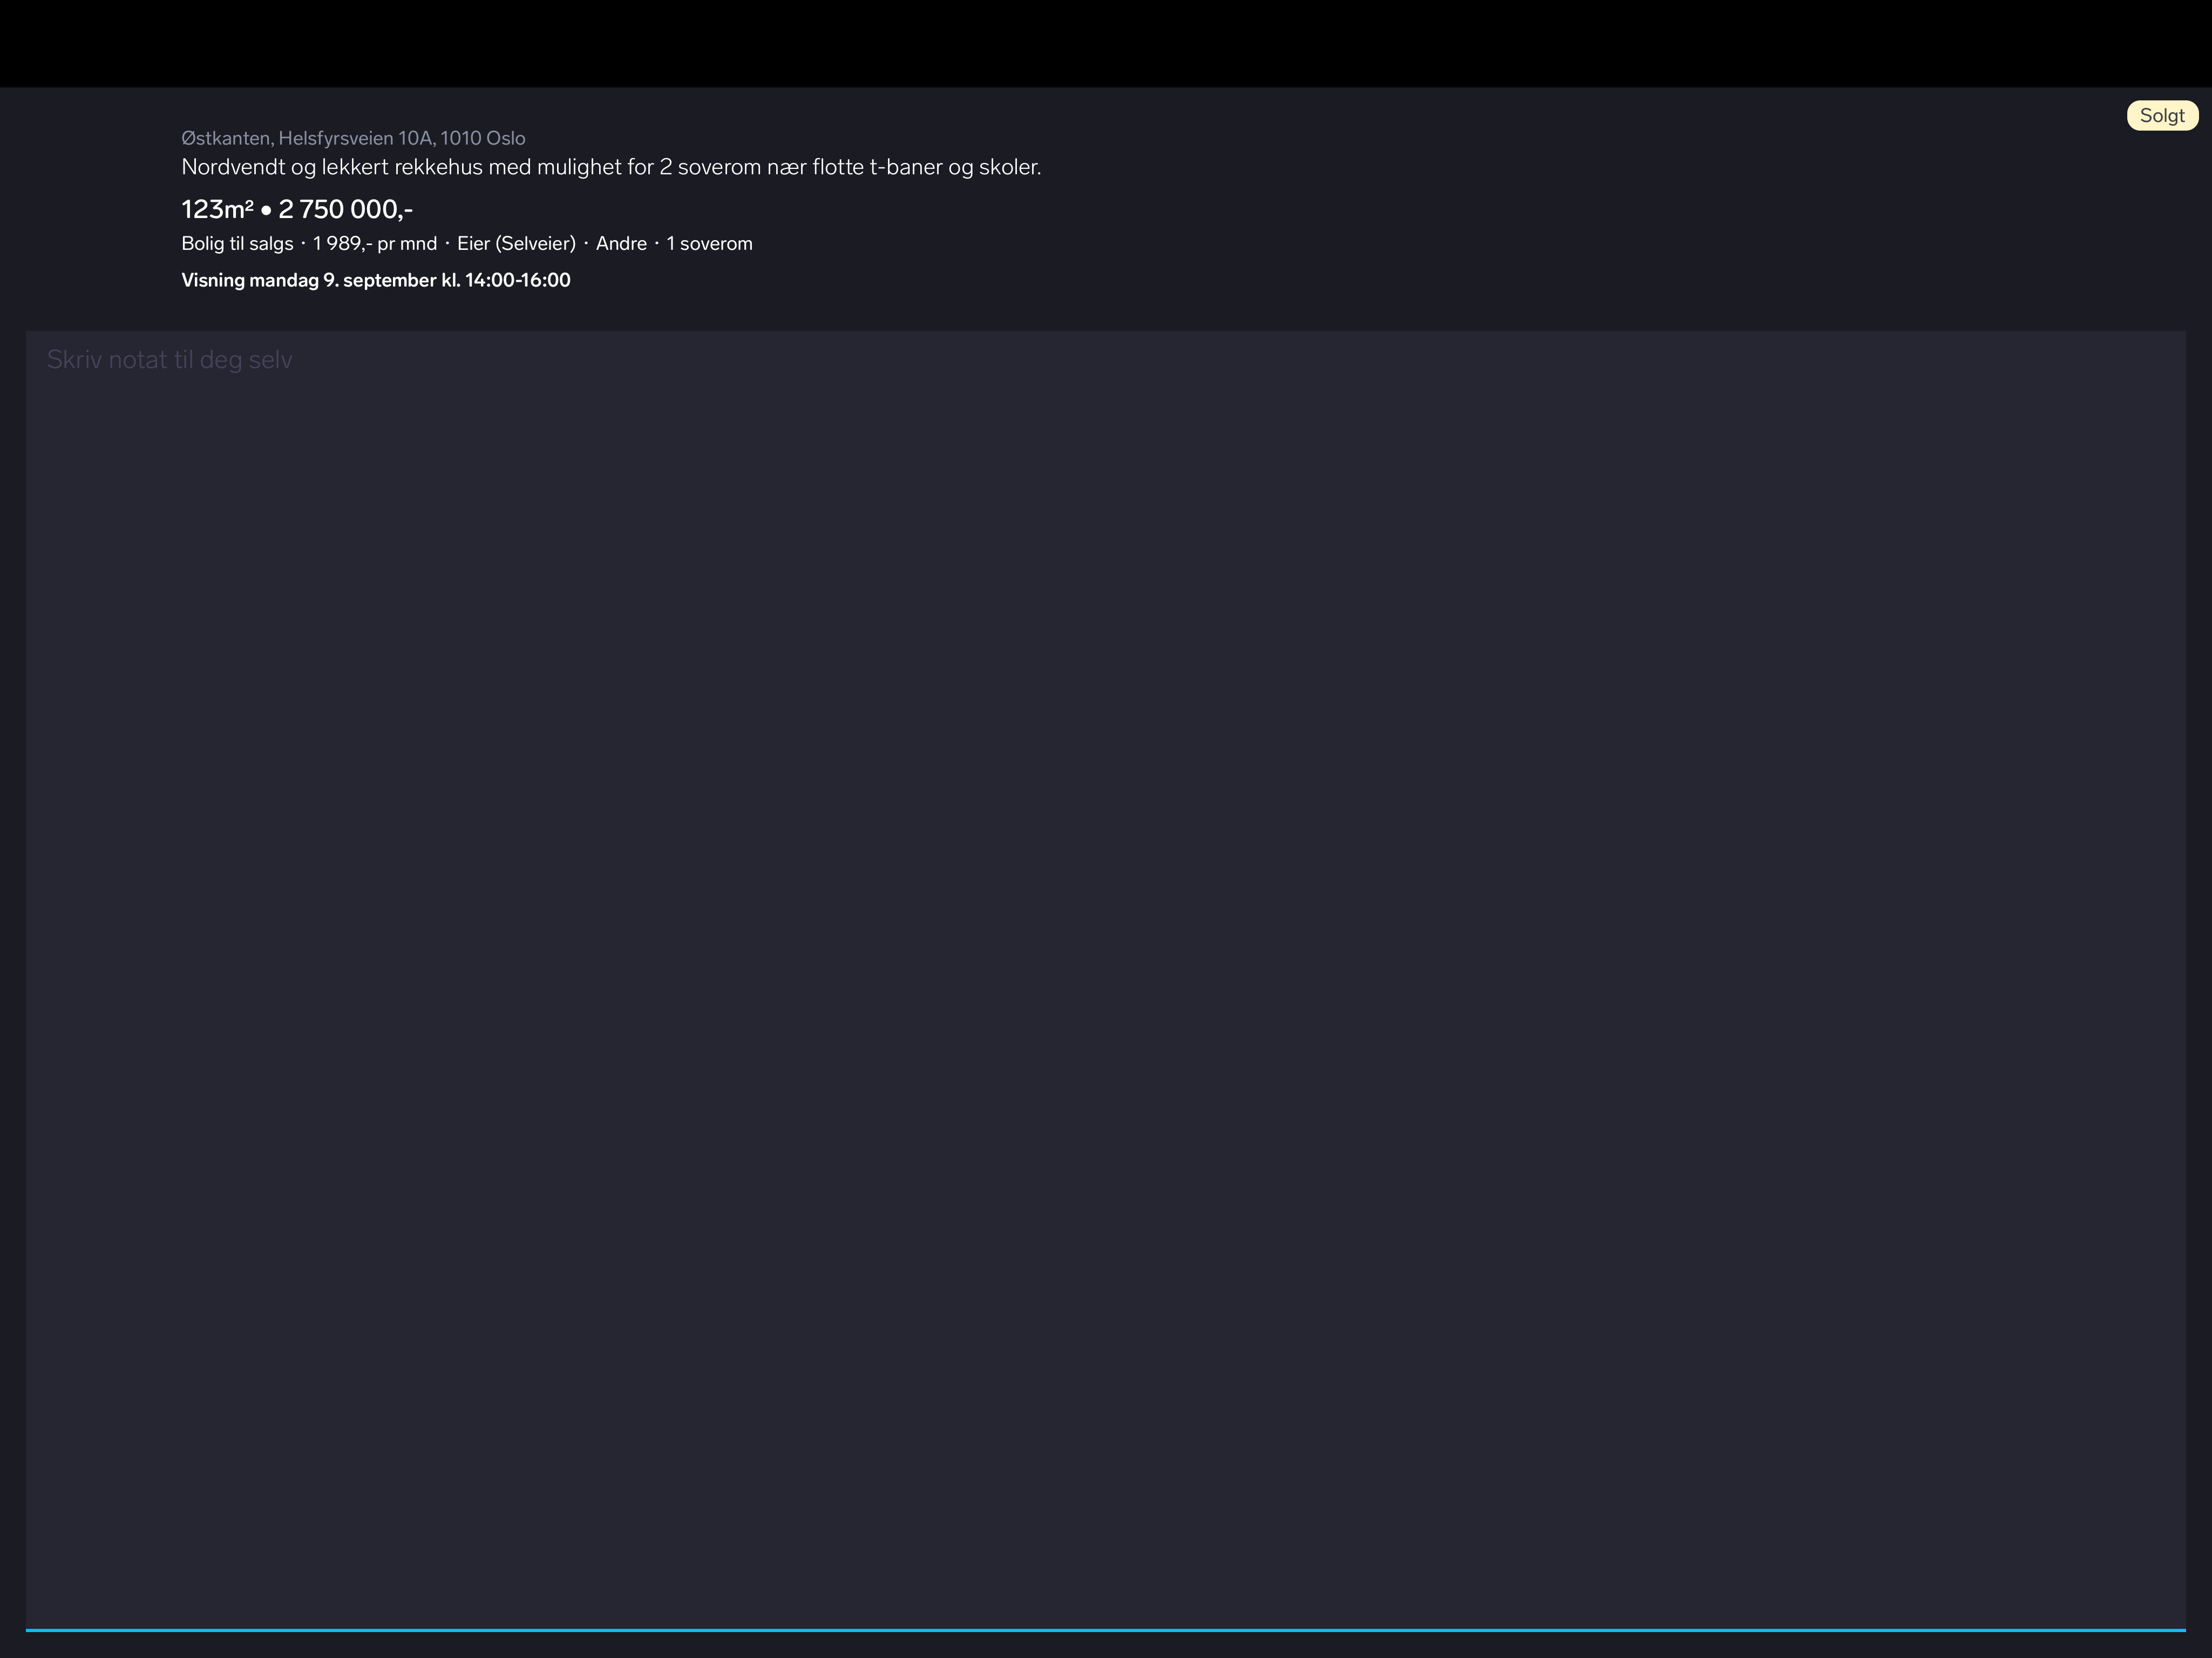 Solgt
Østkanten, Helsfyrsveien 10A, 1010 Oslo
Nordvendt og lekkert rekkehus med mulighet for 2 soverom nær flotte t-baner og skoler.
123m² • 2 750 000,-
Bolig til salgs · 1 989,- pr mnd · Eier (Selveier) · Andre · 1 soverom
Visning mandag 9. september kl. 14:00-16:00
Skriv notat til deg selv